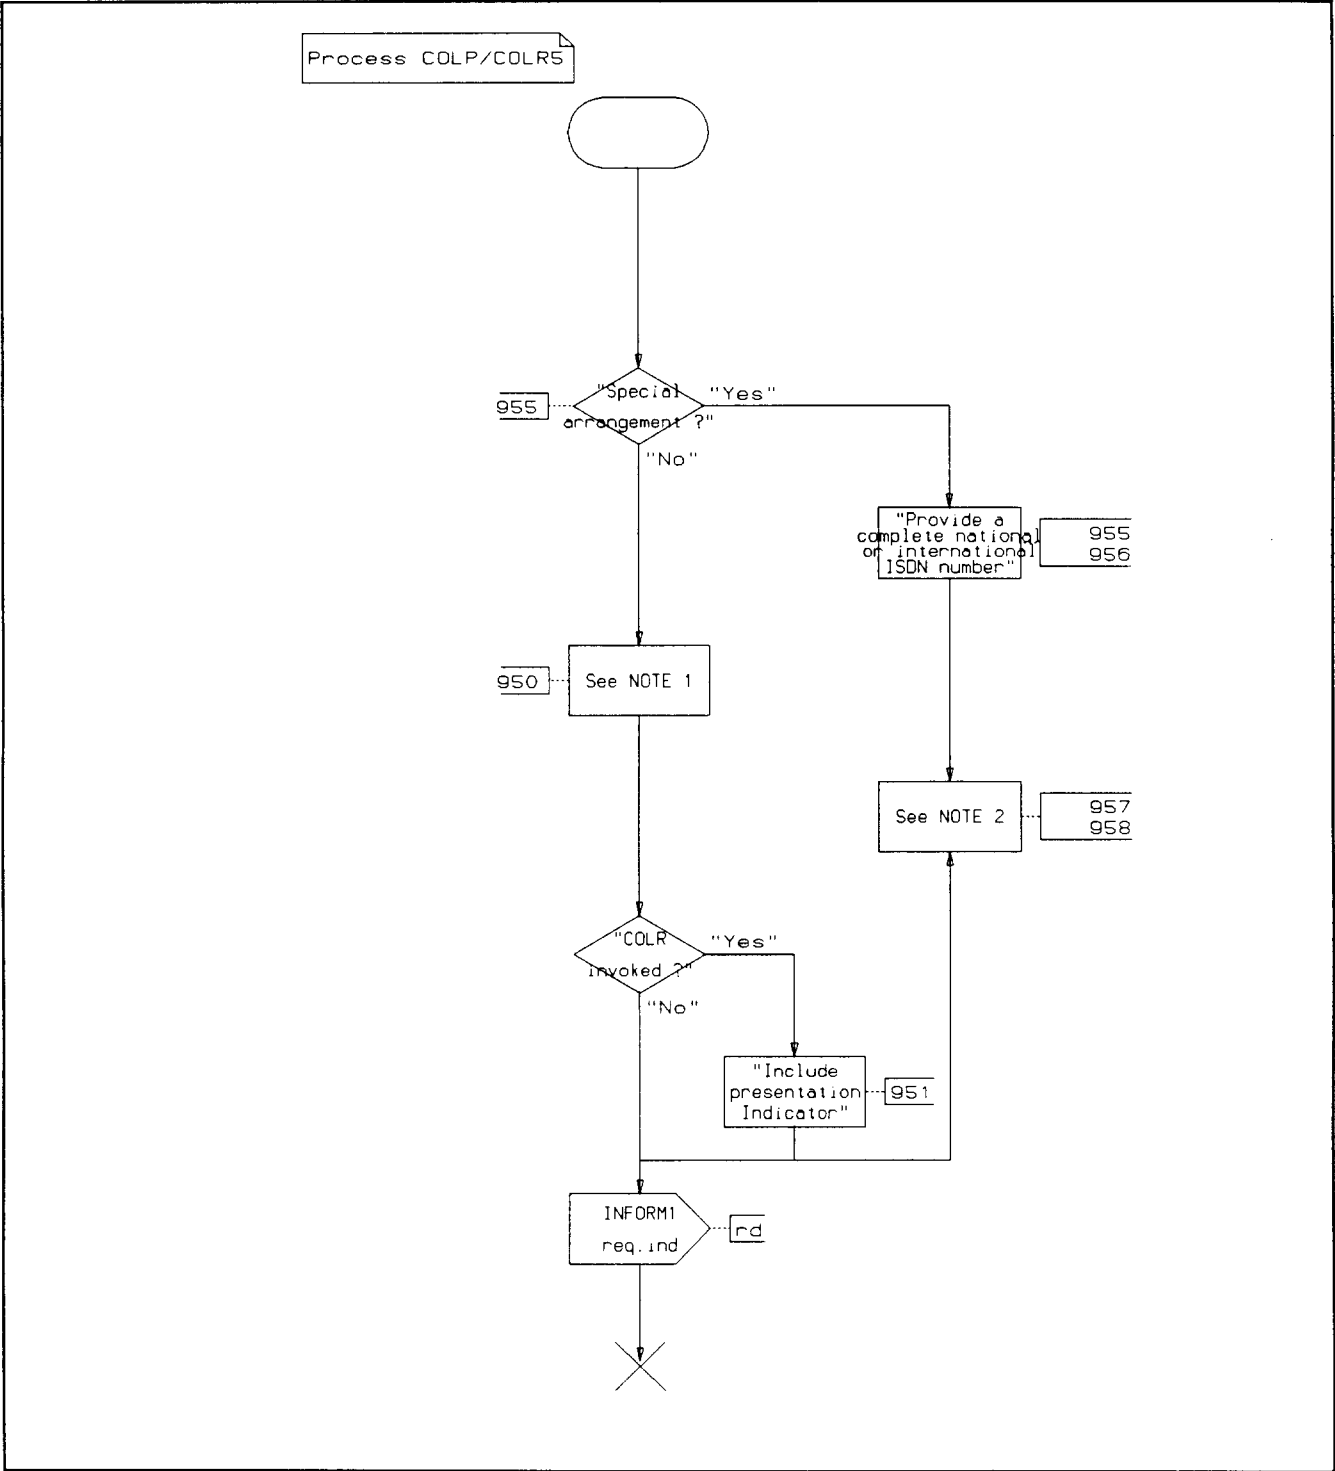 Process COLP/COLR5
"Special
arrangement ?"
"Yes"
955
"No"
"Provide a
complete national
or international
ISDN number"
955
956
950
See NOTE 1
See NOTE 2
957
958
"COLR
invoked ?"
"Yes"
"No"
"Include
presentation
Indicator"
951
INFORM1
req.ind
rd